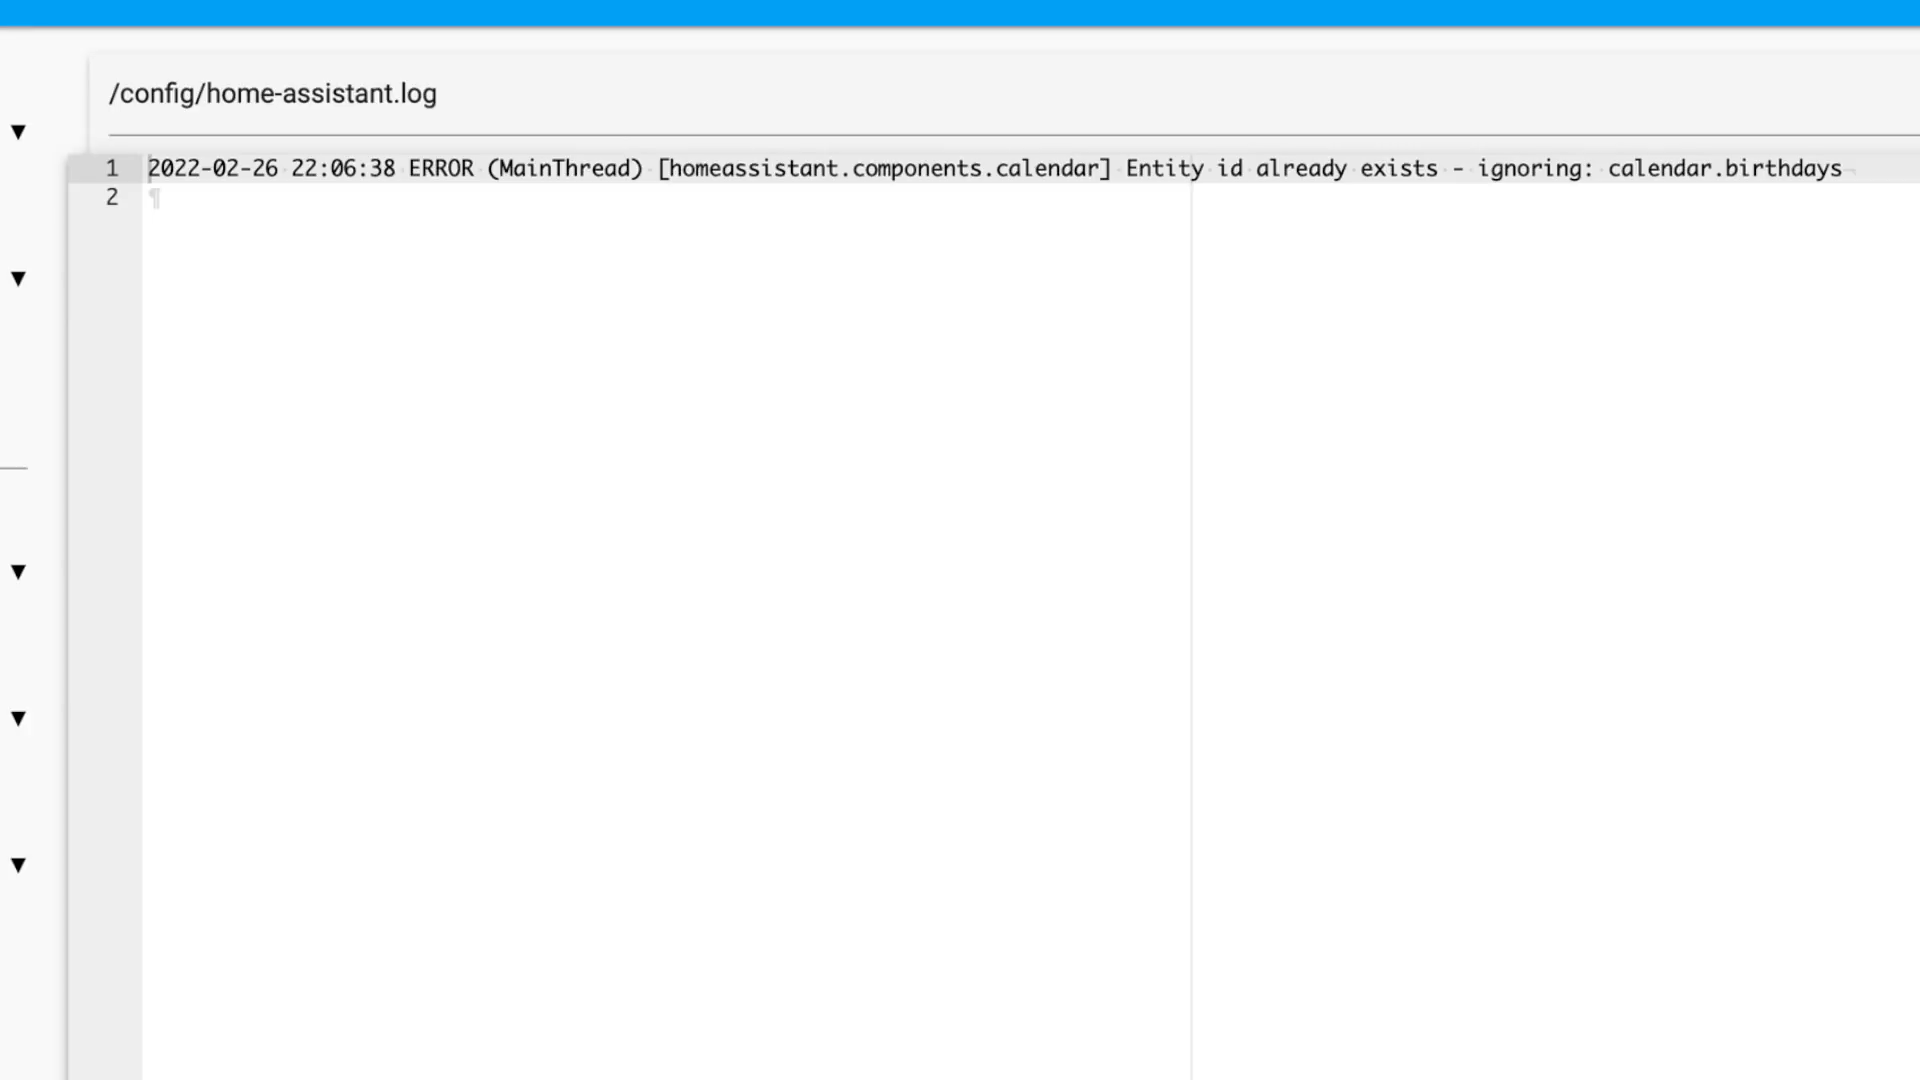 /config/home-assistant.log
1 2022-02-26 22:06:38 ERROR (MainThread) [homeassistant.components.calendar] Entity id already exists - ignoring: calendar.birthdays
2